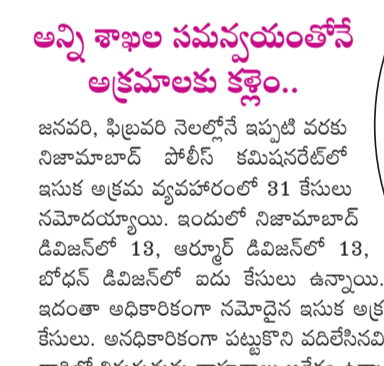 అన్ని శాఖల సమన్వయంతోనే
అక్రమాలకు కళ్లెం..
జనవరి, ఫిబ్రవరి నెలల్లోనే ఇప్పటి వరకు
నిజామాబాద్ పోలీస్ కమిషనరేట్‌లో
ఇసుక అక్రమ వ్యవహారంలో 31 కేసులు
నమోదయ్యాయి. ఇందులో నిజామాబాద్
డివిజన్‌లో 13, ఆర్మూర్ డివిజన్‌లో 13,
బోధన్ డివిజన్‌లో ఐదు కేసులు ఉన్నాయి.
ఇదంతా అధికారికంగా నమోదైన ఇసుక అక్ర
కేసులు. అనధికారికంగా పట్టుకొని వదిలేసినవి